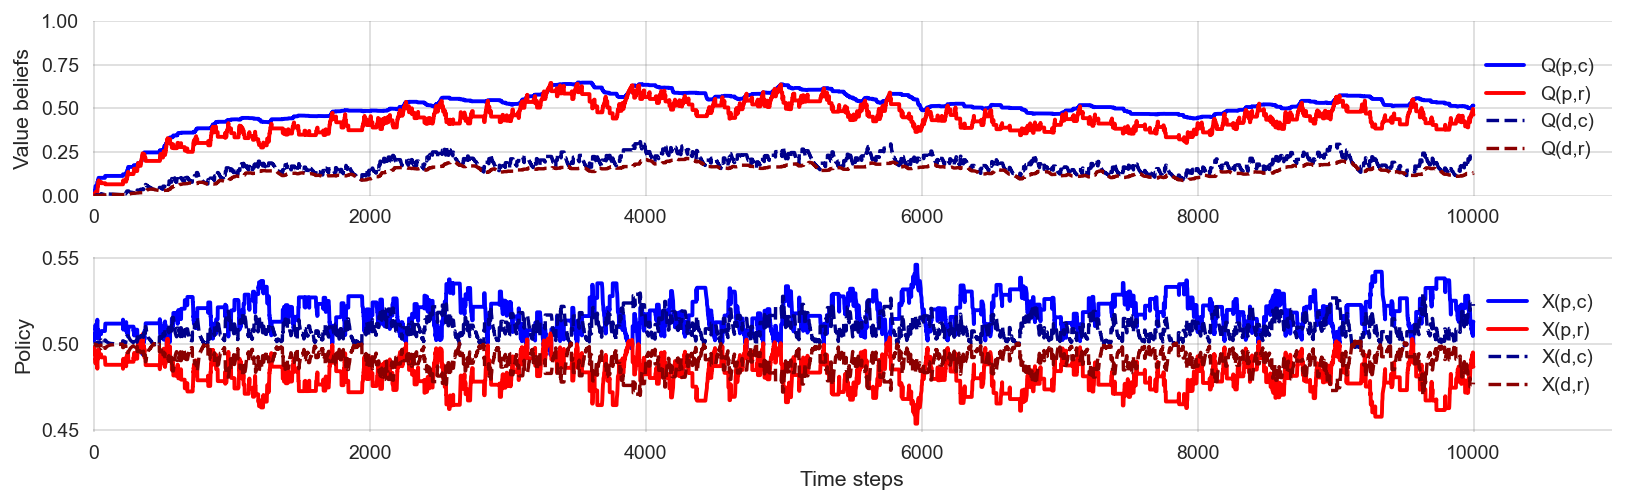 Value beliefs
1.00
0.75
0.50
0.25
0.00
0
2000
4000
6000
8000
10000
Q(p,c)
Q(p,r)
Q(d,c)
Q(d,r)
Policy
0.55
0.50
0.45
0
2000
4000
6000
8000
10000
Time steps
X(p,c)
X(p,r)
X(d,c)
X(d,r)